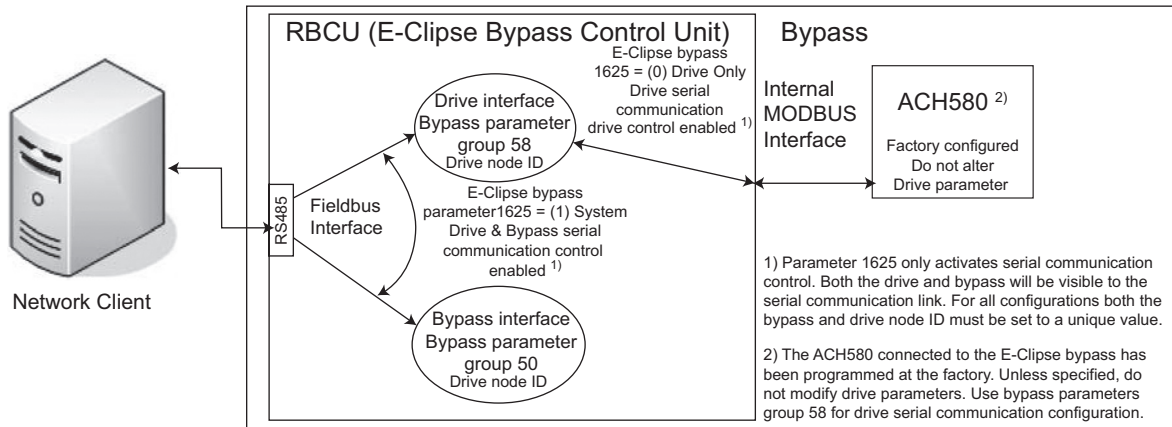 RBCU (E-Clipse Bypass Control Unit)
Bypass
E-Clipse bypass
1625 = (0) Drive Only
Drive serial
communication
drive control enabled 1)
Drive interface
Bypass parameter
group 58
Drive node ID
Internal
MODBUS
Interface
ACH580 2)
Factory configured
Do not alter
Drive parameter
RS485
Fieldbus
Interface
E-Clipse bypass
parameter1625 = (1) System
Drive & Bypass serial
communication control
enabled 1)
Network Client
Bypass interface
Bypass parameter
group 50
Drive node ID
1) Parameter 1625 only activates serial communication
control. Both the drive and bypass will be visible to the
serial communication link. For all configurations both the
bypass and drive node ID must be set to a unique value.
2) The ACH580 connected to the E-Clipse bypass has
been programmed at the factory. Unless specified, do
not modify drive parameters. Use bypass parameters
group 58 for drive serial communication configuration.